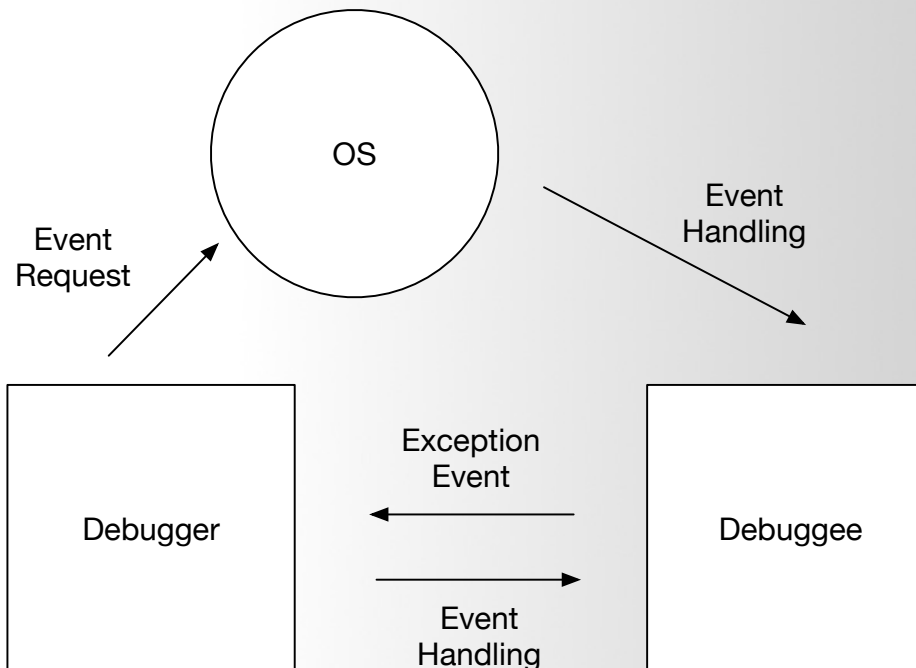 OS
Event
Handling
Event
Request
Exception
Event
Debugger
Debuggee
Event
Handling